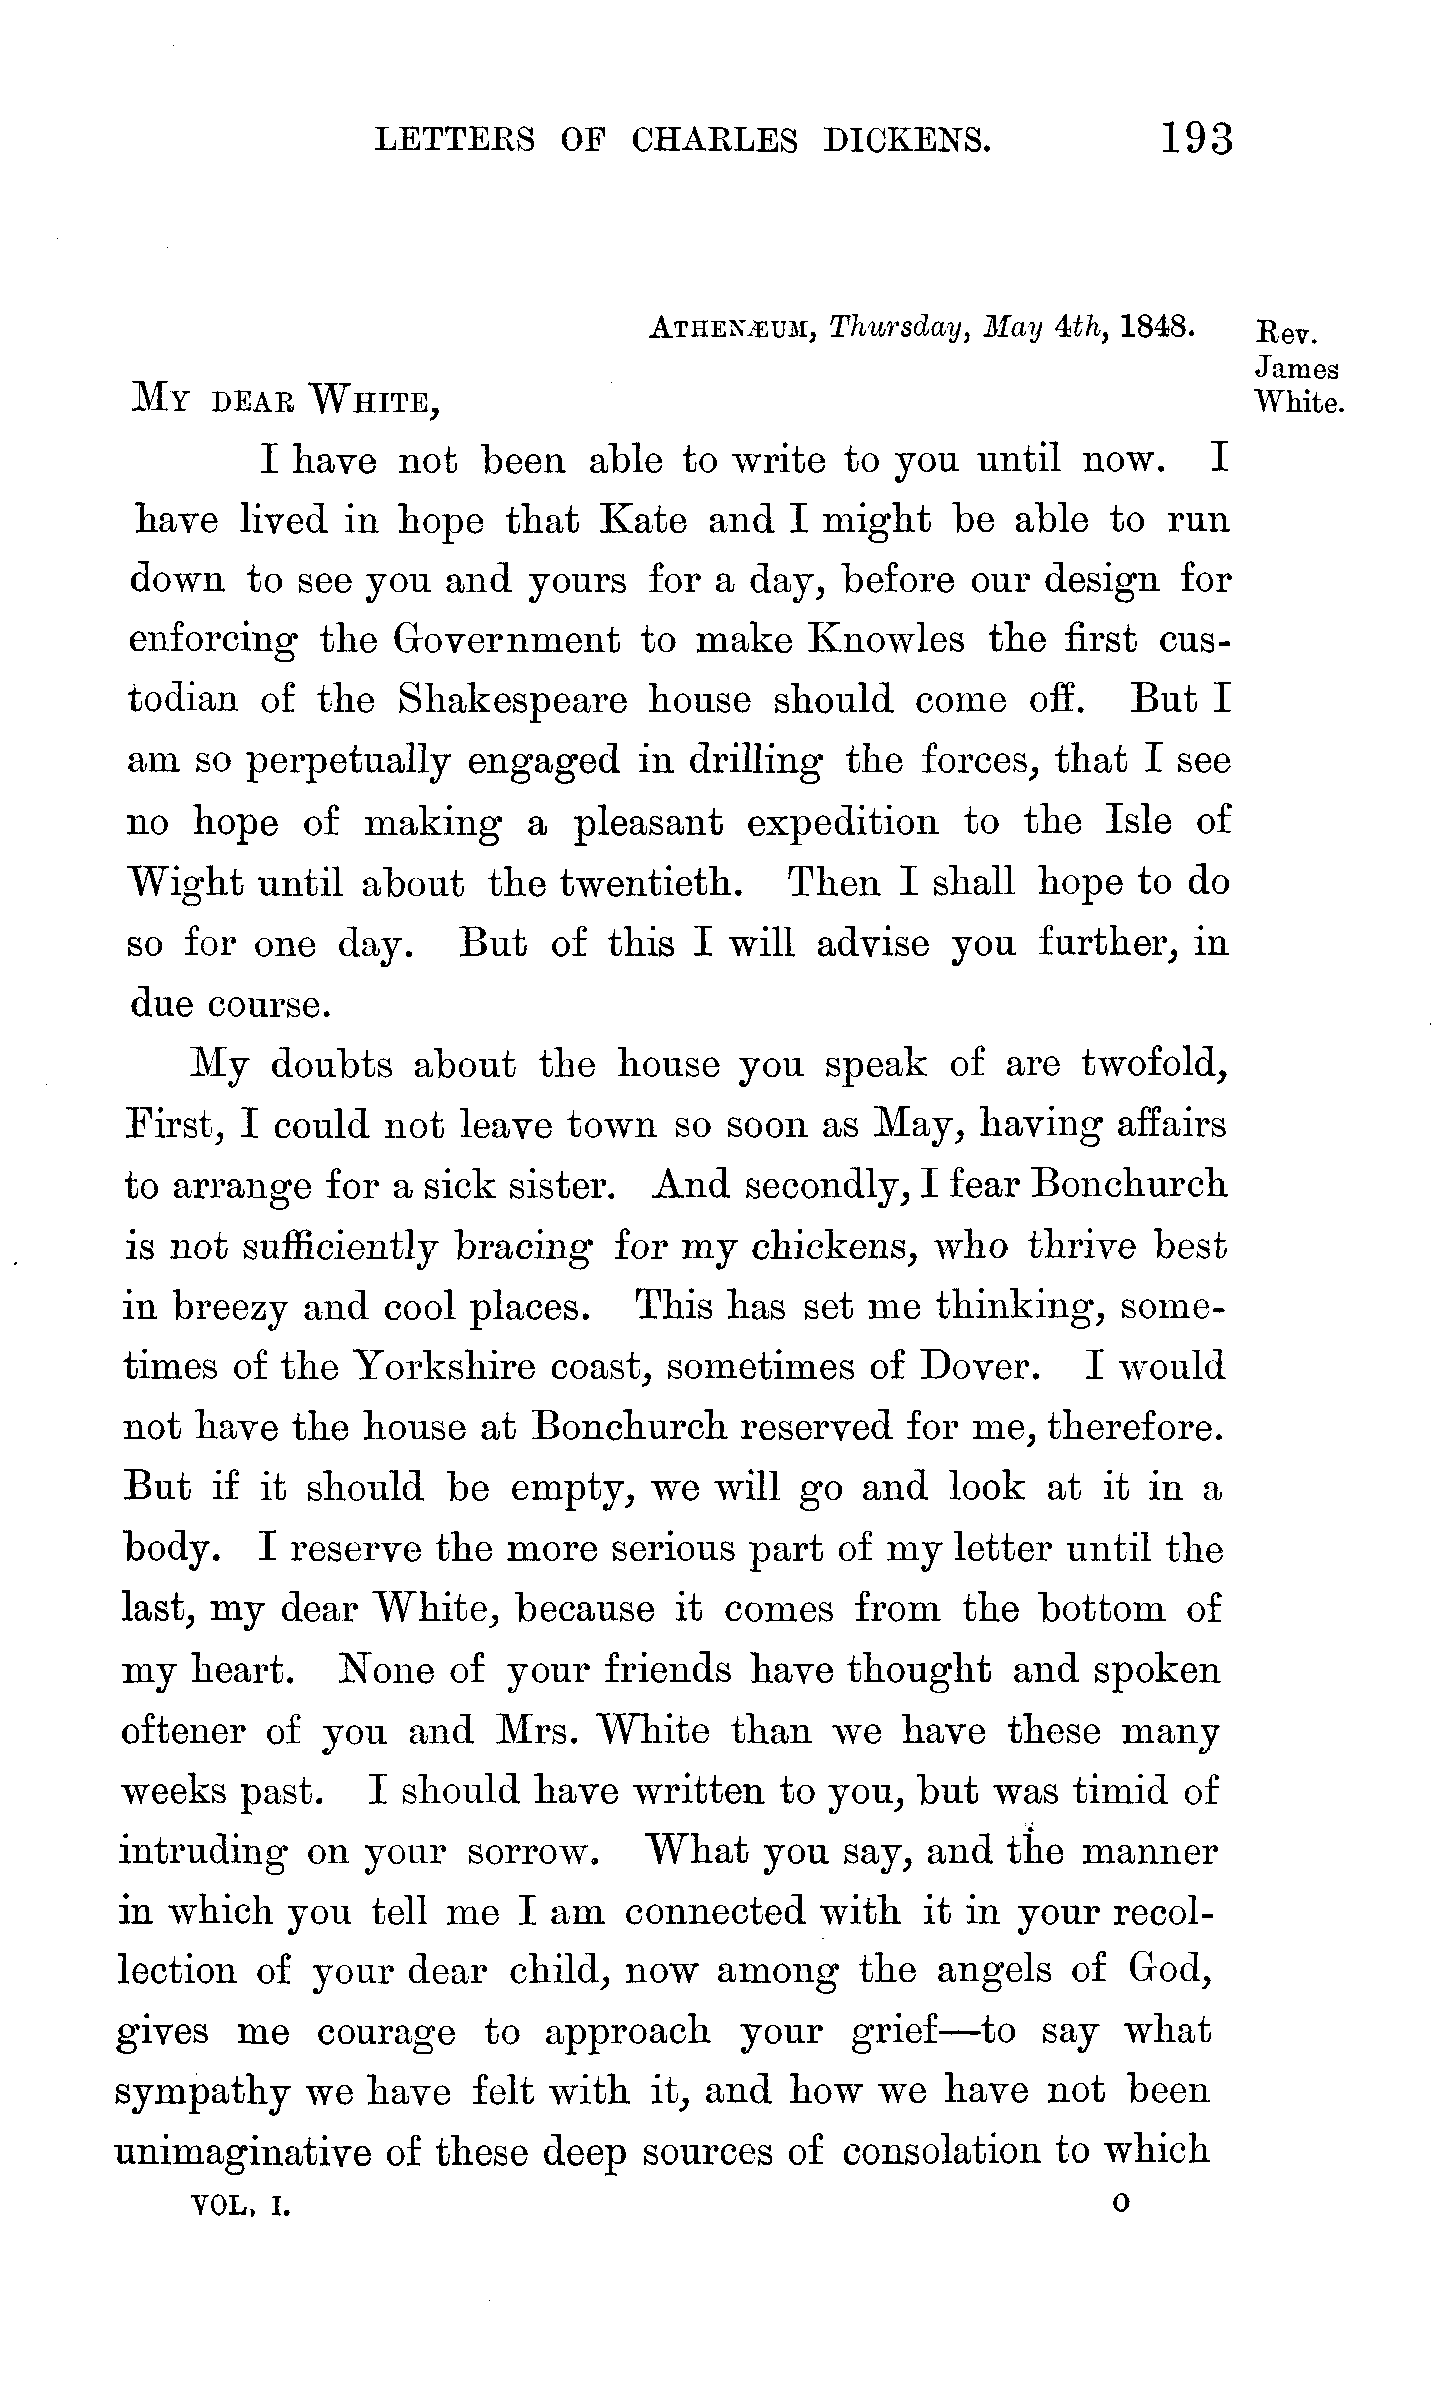 LETTERS OF CHARLES DICKENS. 193
ATHENÆUM, Thursday, May 4th, 1848.
Rev.
James
White.
MY DEAR WHITE,
I have not been able to write to you until now. I
have lived in hope that Kate and I might be able to run
down to see you and yours for a day, before our design for
enforcing the Government to make Knowles the first cus-
todian of the Shakespeare house should come off. But I
am so perpetually engaged in drilling the forces, that I see
no hope of making a pleasant expedition to the Isle of
Wight until about the twentieth. Then I shall hope to do
so for one day. But of this I will advise you further, in
due course.
My doubts about the house you speak of are twofold,
First, I could not leave town so soon as May, having affairs
to arrange for a sick sister. And secondly, I fear Bonchurch
is not sufficiently bracing for my chickens, who thrive best
in breezy and cool places. This has set me thinking, some-
times of the Yorkshire coast, sometimes of Dover. I would
not have the house at Bonchurch reserved for me, therefore.
But if it should be empty, we will go and look at it in a
body. I reserve the more serious part of my letter until the
last, my dear White, because it comes from the bottom of
my heart. None of your friends have thought and spoken
oftener of you and Mrs. White than we have these many
weeks past. I should have written to you, but was timid of
intruding on your sorrow. What you say, and the manner
in which you tell me I am connected with it in your recol-
lection of your dear child, now among the angels of God,
gives me courage to approach your grief—to say what
sympathy we have felt with it, and how we have not been
unimaginative of these deep sources of consolation to which
VOL, I. O